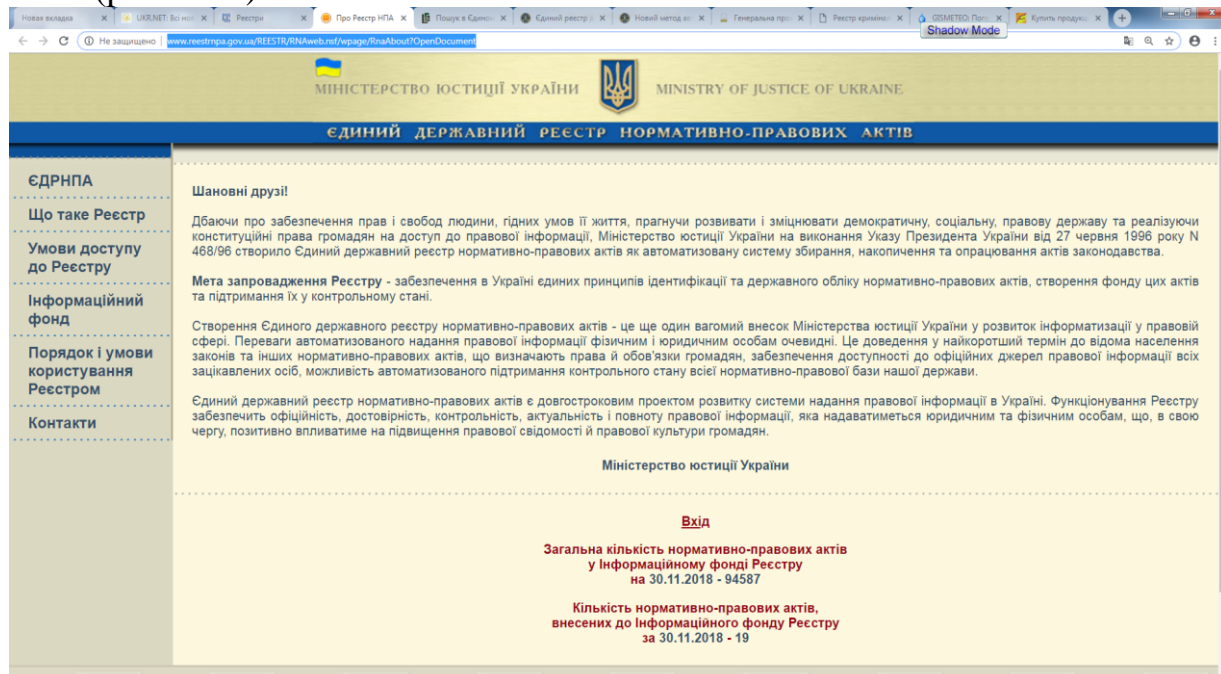 Новая вкладка
UKR.NET: Всі но
Реєстри
Про Реєстр НПА
Пошук в Єдино
Єдиний реєстр
Новий метод
Генеральна про
Реєстр криміна
GISMETEO: Пого
Купить продукц
Shadow Mode
Не защищено
www.reestrnpa.gov.ua/REESTR/RNAweb.nsf/wpage/RnaAbout?OpenDocument
МІНІСТЕРСТВО ЮСТИЦІЇ УКРАЇНИ
MINISTRY OF JUSTICE OF UKRAINE
ЄДИНИЙ ДЕРЖАВНИЙ РЕЄСТР НОРМАТИВНО-ПРАВОВИХ АКТІВ
ЄДРНПА
Що таке Реєстр
Умови доступу
до Реєстру
Інформаційний
фонд
Порядок і умови
користування
Реєстром
Контакти
Шановні друзі!
Дбаючи про забезпечення прав і свобод людини, гідних умов її життя, прагнучи розвивати і зміцнювати демократичну, соціальну, правову державу та реалізуючи
конституційні права громадян на доступ до правової інформації, Міністерство юстиції України на виконання Указу Президента України від 27 червня 1996 року N
468/96 створило Єдиний державний реєстр нормативно-правових актів як автоматизовану систему збирання, накопичення та опрацювання актів законодавства.
Мета запровадження Реєстру - забезпечення в Україні єдиних принципів ідентифікації та державного обліку нормативно-правових актів, створення фонду цих актів
та підтримання їх у контрольному стані.
Створення Єдиного державного реєстру нормативно-правових актів - це ще один вагомий внесок Міністерства юстиції України у розвиток інформатизації у правовій
сфері. Переваги автоматизованого надання правової інформації фізичним і юридичним особам очевидні. Це доведення у найкоротший термін до відома населення
законів та інших нормативно-правових актів, що визначають права й обов'язки громадян, забезпечення доступності до офіційних джерел правової інформації всіх
зацікавлених осіб, можливість автоматизованого підтримання контрольного стану всієї нормативно-правової бази нашої держави.
Єдиний державний реєстр нормативно-правових актів є довгостроковим проектом розвитку системи надання правової інформації в Україні. Функціонування Реєстру
забезпечить офіційність, достовірність, контрольність, актуальність і повноту правової інформації, яка надаватиметься юридичним та фізичним особам, що, в свою
чергу, позитивно впливатиме на підвищення правової свідомості й правової культури громадян.
Міністерство юстиції України
Вхід
Загальна кількість нормативно-правових актів
у Інформаційному фонді Реєстру
на 30.11.2018 - 94587
Кількість нормативно-правових актів,
внесених до Інформаційного фонду Реєстру
за 30.11.2018 - 19